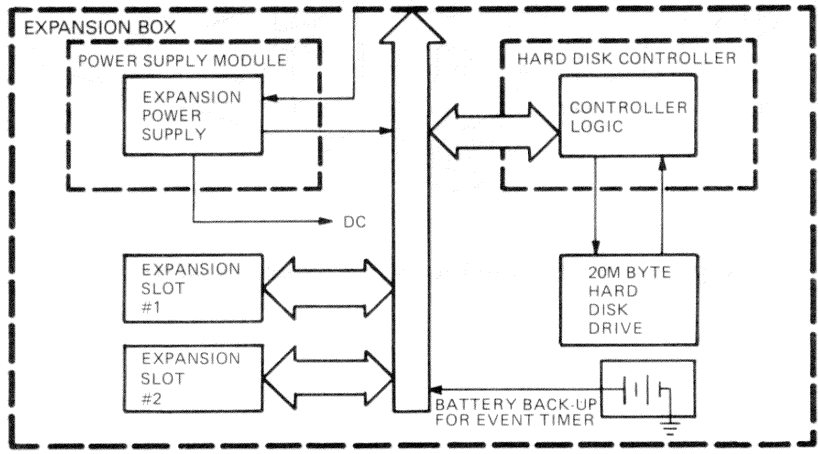 EXPANSION BOX
POWER SUPPLY MODULE
EXPANSION
POWER
SUPPLY
DC
HARD DISK CONTROLLER
CONTROLLER
LOGIC
EXPANSION
SLOT
#1
20M BYTE
HARD
DISK
DRIVE
EXPANSION
SLOT
#2
BATTERY BACK-UP
FOR EVENT TIMER